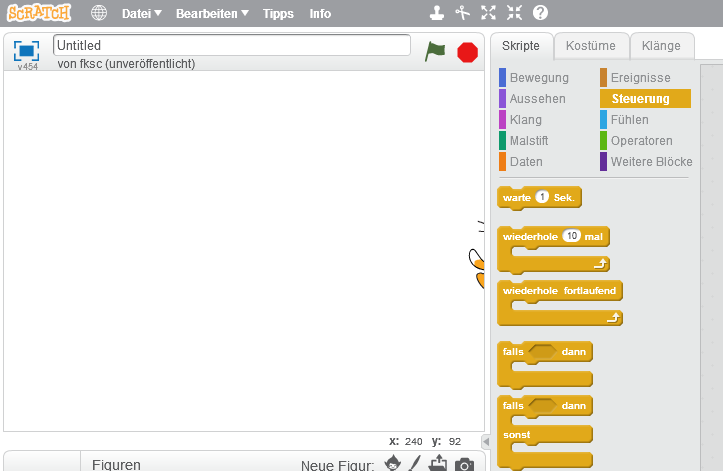 SCRATCH Datei Bearbeiten Tipps Info
Untitled
von fksc (unveröffentlicht)
v454
Skripte Kostüme Klänge
Bewegung Ereignisse
Aussehen Steuerung
Klang Fühlen
Malstift Operatoren
Daten Weitere Blöcke
warte 1 Sek.
wiederhole 10 mal
wiederhole fortlaufend
falls dann
falls dann
sonst
x: 240 y: 92
Figuren Neue Figur: